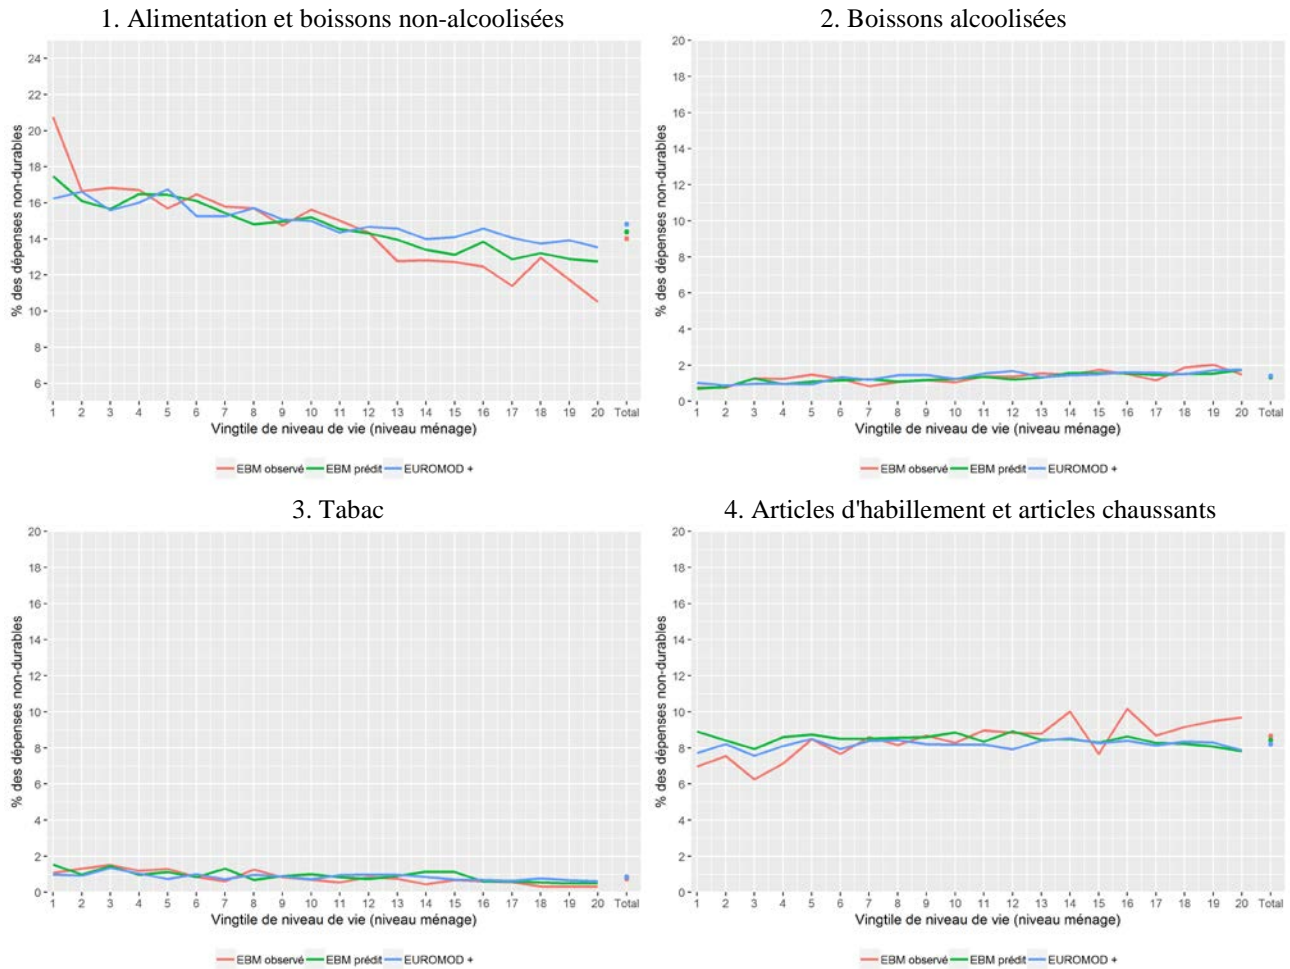 1. Alimentation et boissons non-alcoolisées
% des dépenses non-durables
24
22
20
18
16
14
12
10
8
6
1 2 3 4 5 6 7 8 9 10 11 12 13 14 15 16 17 18 19 20 Total
Vingtile de niveau de vie (niveau ménage)
EBM observé EBM prédit EUROMOD +
2. Boissons alcoolisées
% des dépenses non-durables
20
18
16
14
12
10
8
6
4
2
0
1 2 3 4 5 6 7 8 9 10 11 12 13 14 15 16 17 18 19 20 Total
Vingtile de niveau de vie (niveau ménage)
EBM observé EBM prédit EUROMOD +
3. Tabac
% des dépenses non-durables
20
18
16
14
12
10
8
6
4
2
0
1 2 3 4 5 6 7 8 9 10 11 12 13 14 15 16 17 18 19 20 Total
Vingtile de niveau de vie (niveau ménage)
EBM observé EBM prédit EUROMOD +
4. Articles d'habillement et articles chaussants
% des dépenses non-durables
20
18
16
14
12
10
8
6
4
2
0
1 2 3 4 5 6 7 8 9 10 11 12 13 14 15 16 17 18 19 20 Total
Vingtile de niveau de vie (niveau ménage)
EBM observé EBM prédit EUROMOD +